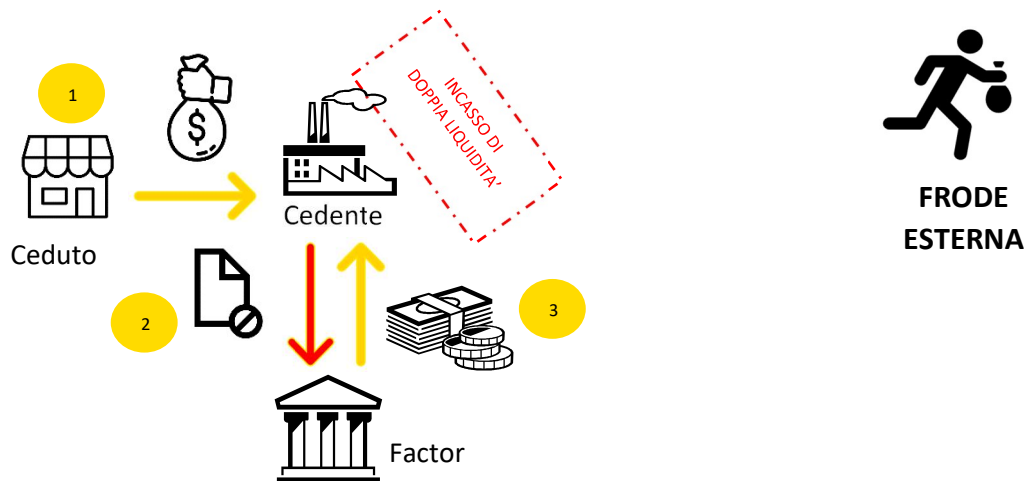 1
INCASSO DI
DOPPIA LIQUIDITA'
$
Cedente
Ceduto
FRODE
ESTERNA
2
3
Factor